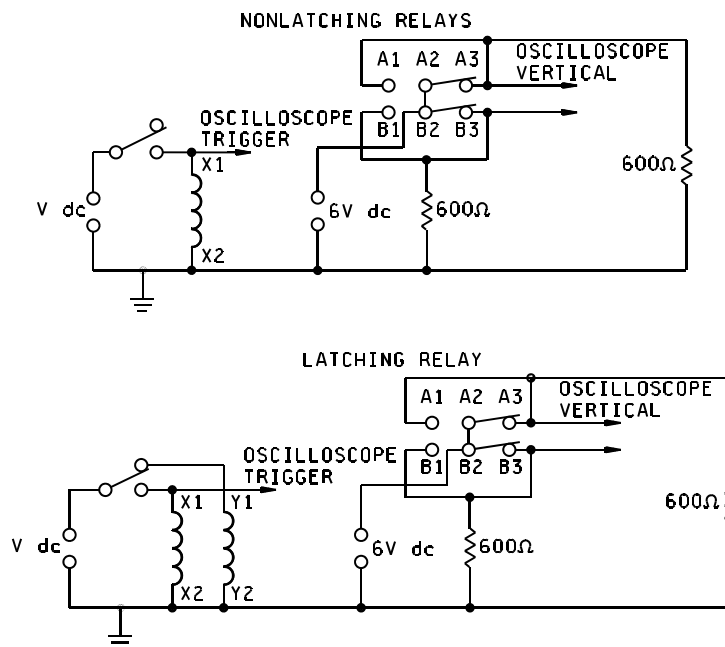 NONLATCHING RELAYS
A1 A2 A3
OSCILLOSCOPE
VERTICAL
OSCILLOSCOPE
TRIGGER
B1 B2 B3
X1
600Ω
V dc
6V dc
600Ω
X2
LATCHING RELAY
A1 A2 A3
OSCILLOSCOPE
VERTICAL
OSCILLOSCOPE
TRIGGER
B1 B2 B3
X1 Y1
600Ω
V dc
6V dc
600Ω
X2 Y2